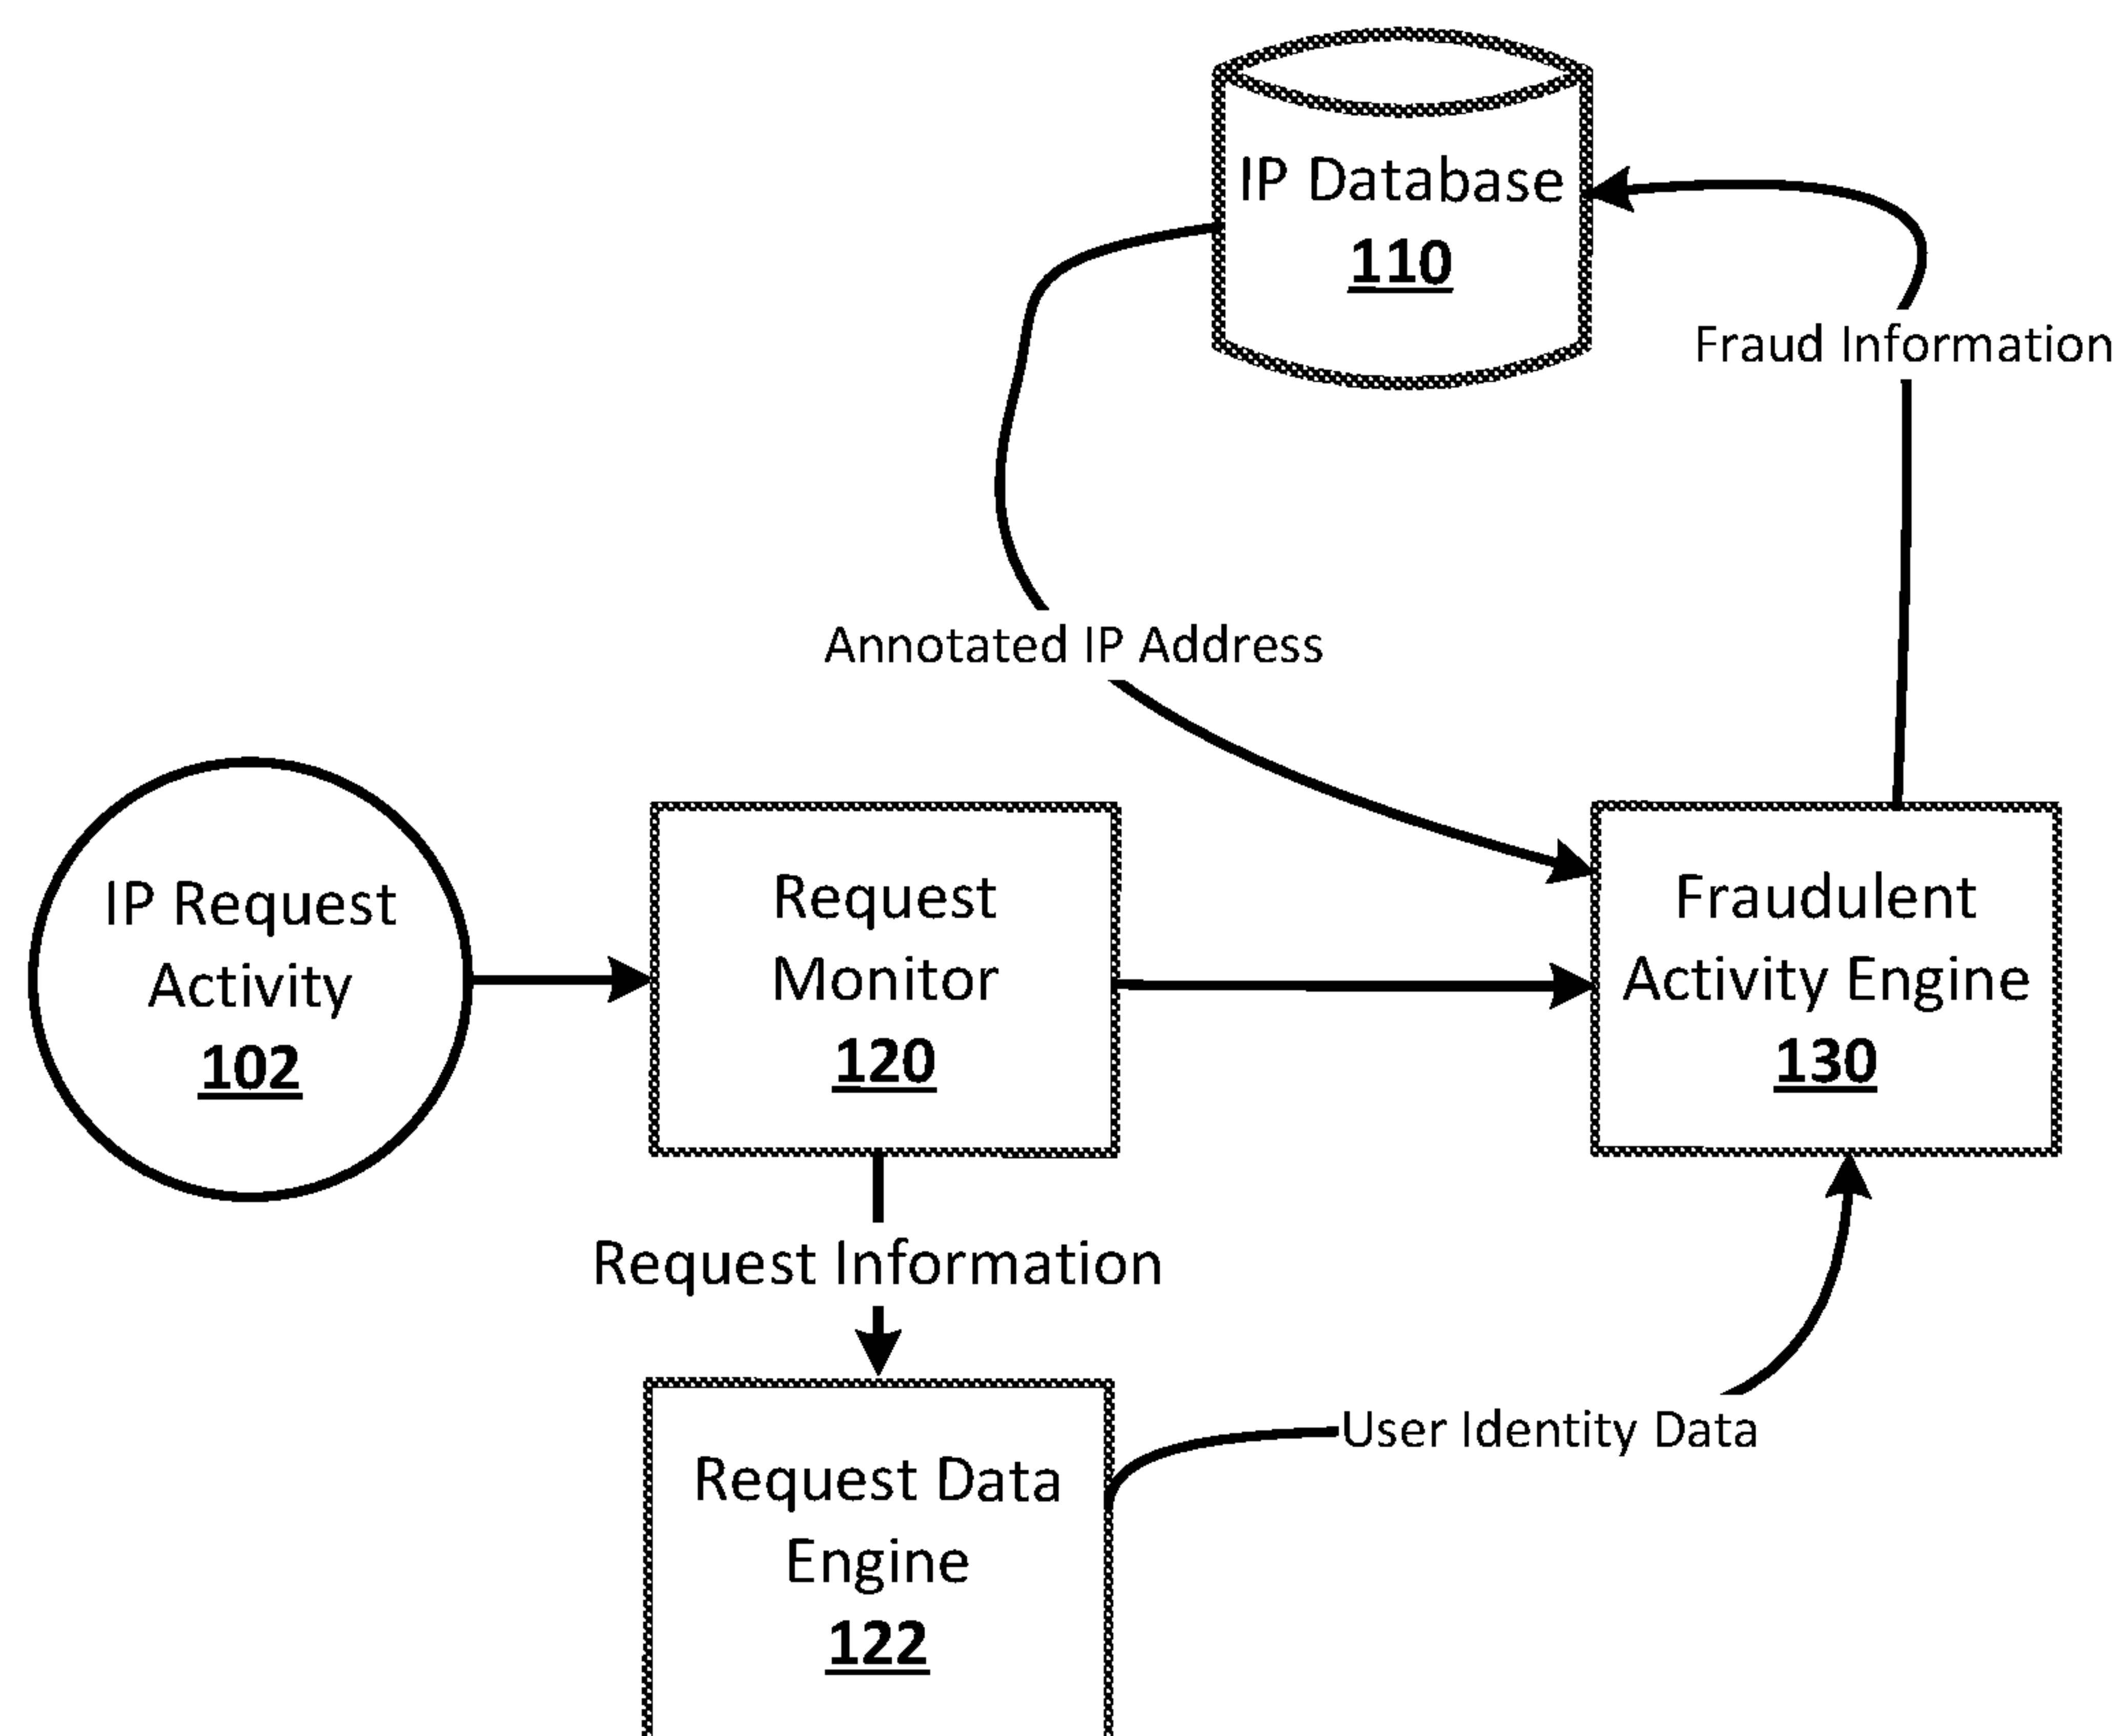 IP Database
110
Fraud Information
Annotated IP Address
IP Request
Activity
102
Request
Monitor
120
Fraudulent
Activity Engine
130
Request Information
User Identity Data
Request Data
Engine
122